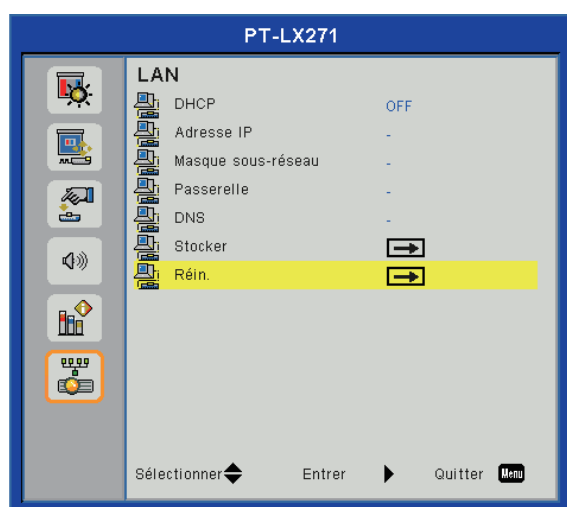 PT-LX271
LAN
DHCP OFF
Adresse IP -
Masque sous-réseau -
Passerelle -
DNS -
Stocker
Réin.
Sélectionner Entrer Quitter Menu